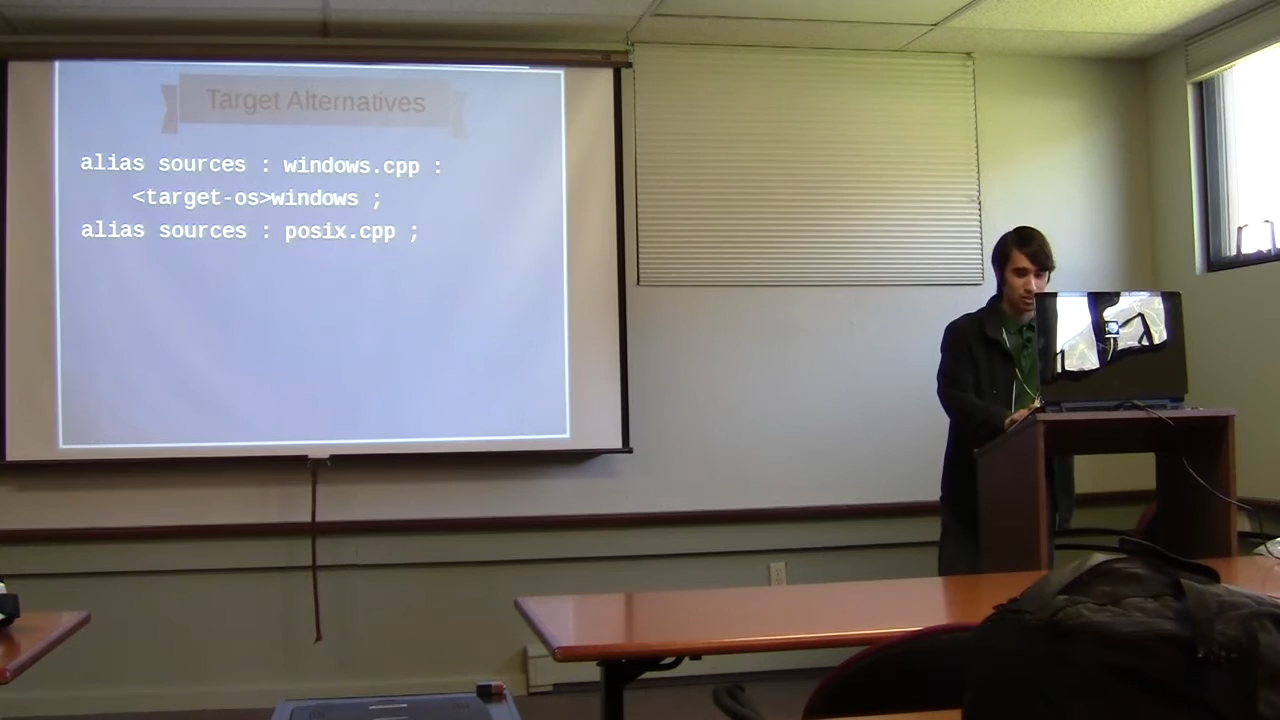 Target Alternatives
alias sources : windows.cpp :
<target-os>windows ;
alias sources : posix.cpp ;